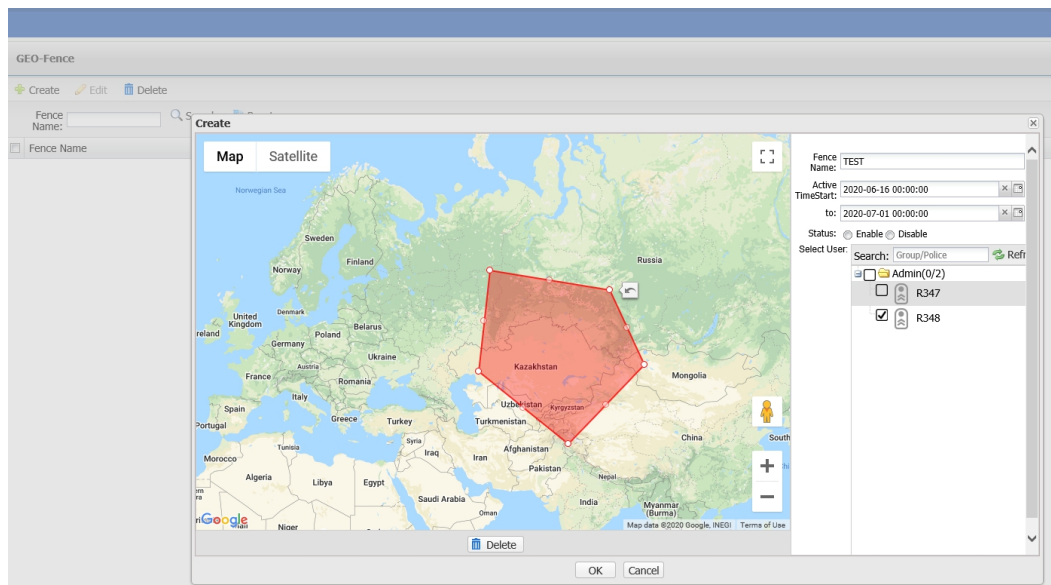 GEO-Fence
Create Edit Delete
Fence
Name:
Fence Name
Create
Map Satellite
Norwegian Sea
Sweden
Finland
Norway
Russia
United
Kingdom
Denmark
Belarus
reland
Poland
Germany
Ukraine
Austria
France
Romania
Kazakhstan
Mongolia
Italy
Uzbekistan
Kyrgyzstan
Spain
Greece
Turkey
Turkmenistan
Portugal
Syria
China
South
Tunisia
Iraq
Iran
Afghanistan
Morocco
Pakistan
Algeria
Libya
Egypt
Nepal
Saudi Arabia
India
Myanmar
(Burma)
Oman
Google
Niger
Map data ©2020 Google, INEGI Terms of Use
Delete
Fence
Name: TEST
Active
TimeStart: 2020-06-16 00:00:00
to: 2020-07-01 00:00:00
Status: Enable Disable
Select User:
Search: Group/Police Refr
Admin(0/2)
R347
R348
OK Cancel